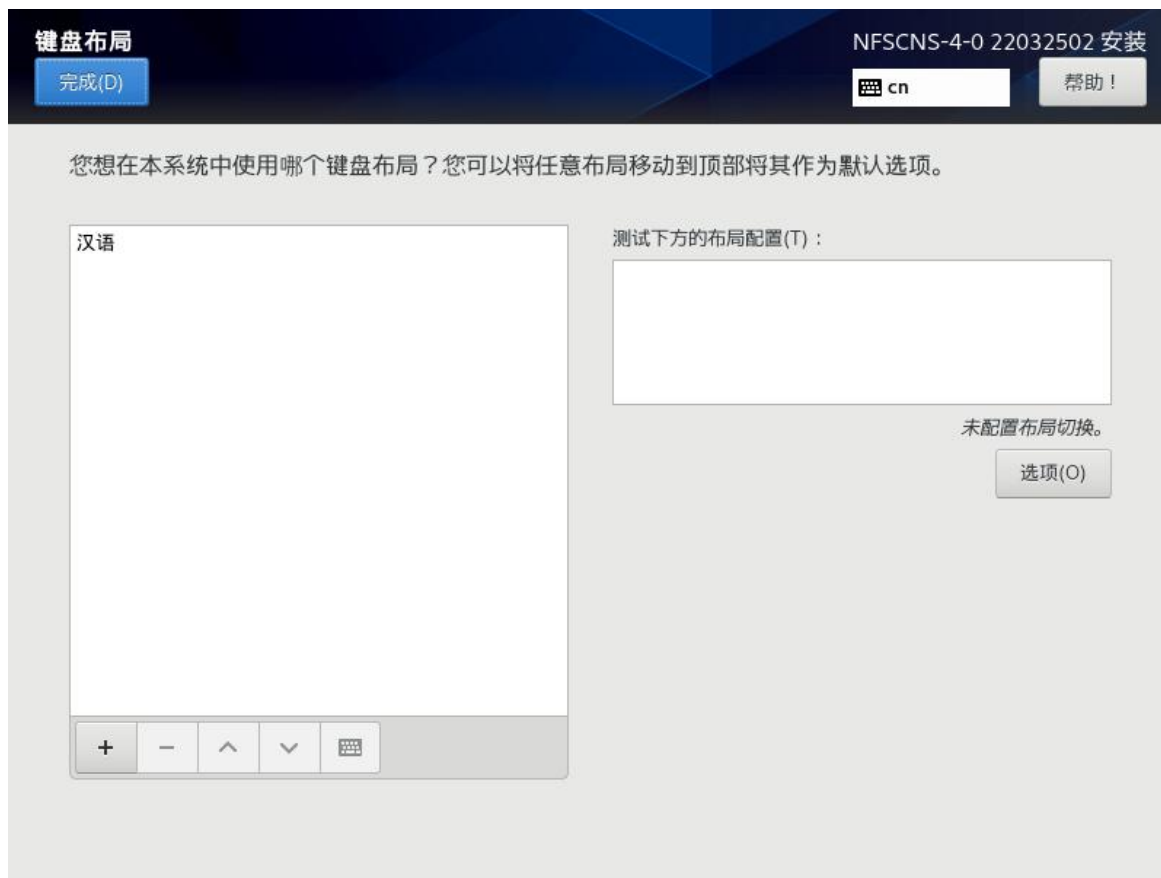 键盘布局
NFSCNS-4-0 22032502 安装
完成(D)
cn
帮助！
您想在本系统中使用哪个键盘布局？您可以将任意布局移动到顶部将其作为默认选项。
汉语
测试下方的布局配置(T)：
未配置布局切换。
选项(O)